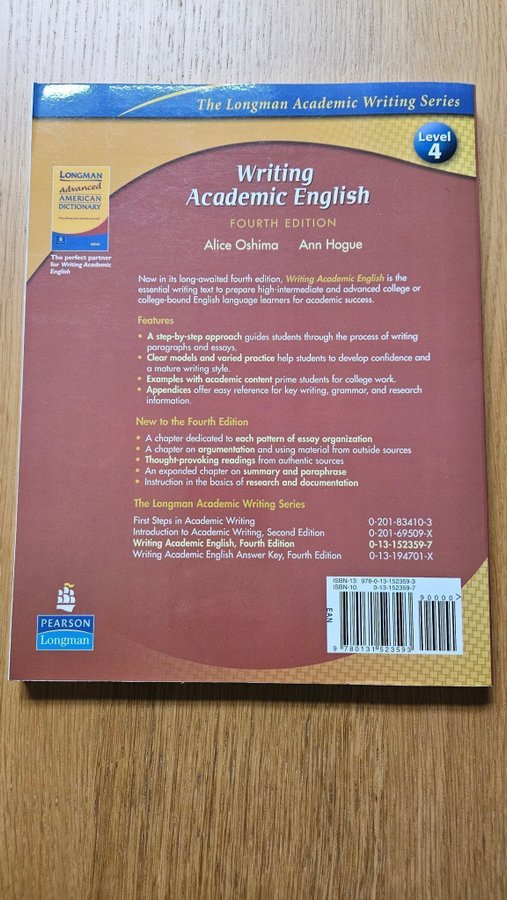 The Longman Academic Writing Series
Level
4
LONGMAN
Advanced
AMERICAN
DICTIONARY
The perfect partner
for Writing Academic
English
Writing
Academic English
FOURTH EDITION
Alice Oshima Ann Hogue
Now in its long-awaited fourth edition, Writing Academic English is the
essential writing text to prepare high-intermediate and advanced college or
college-bound English language learners for academic success.
Features
• A step-by-step approach guides students through the process of writing
paragraphs and essays.
• Clear models and varied practice help students to develop confidence and
a mature writing style.
• Examples with academic content prime students for college work.
• Appendices offer easy reference for key writing, grammar, and research
information.
New to the Fourth Edition
• A chapter dedicated to each pattern of essay organization
• A chapter on argumentation and using material from outside sources
• Thought-provoking readings from authentic sources
• An expanded chapter on summary and paraphrase
• Instruction in the basics of research and documentation
The Longman Academic Writing Series
First Steps in Academic Writing 0-201-83410-3
Introduction to Academic Writing, Second Edition 0-201-69509-X
Writing Academic English, Fourth Edition 0-13-152359-7
Writing Academic English Answer Key, Fourth Edition 0-13-194701-X
PEARSON
Longman
ISBN-13: 978-0-13-152359-3
ISBN-10: 0-13-152359-7
90000>
EAN
9 780131 523593